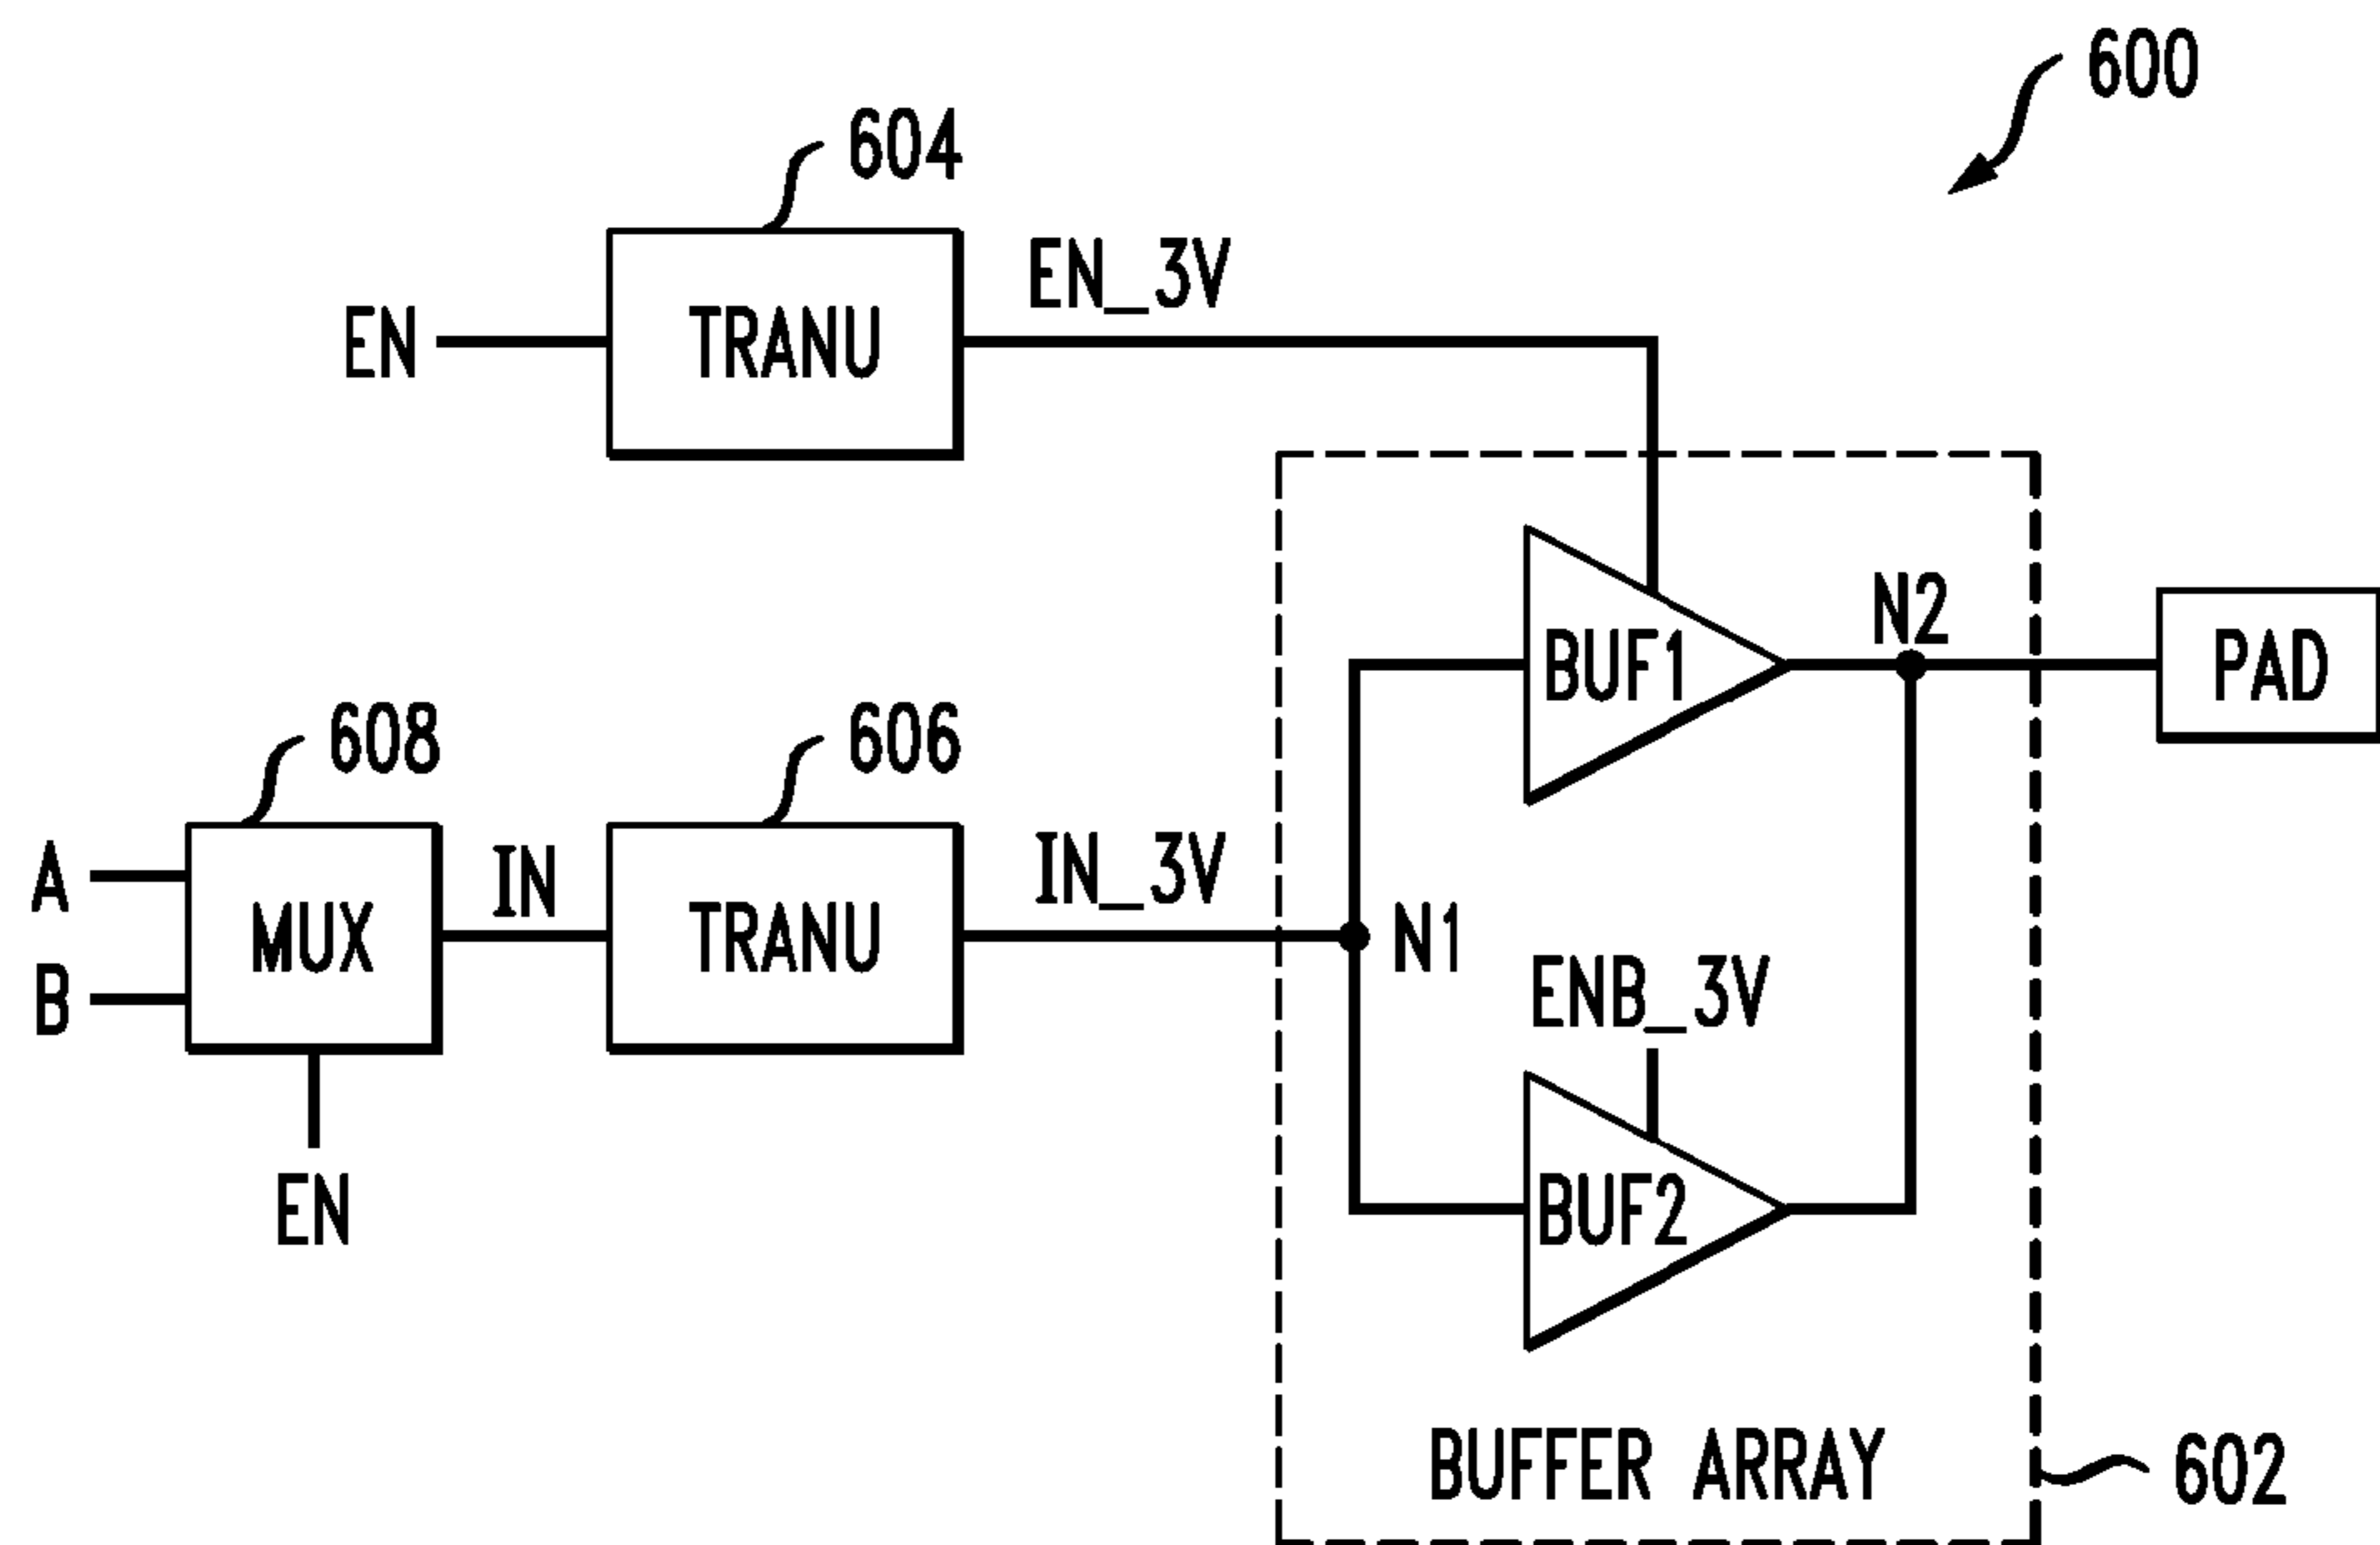 600
604
EN_3V
EN
TRANU
N2
BUF1
PAD
608
606
A
IN
IN_3V
MUX
TRANU
N1
B
ENB_3V
EN
BUF2
BUFFER ARRAY
602